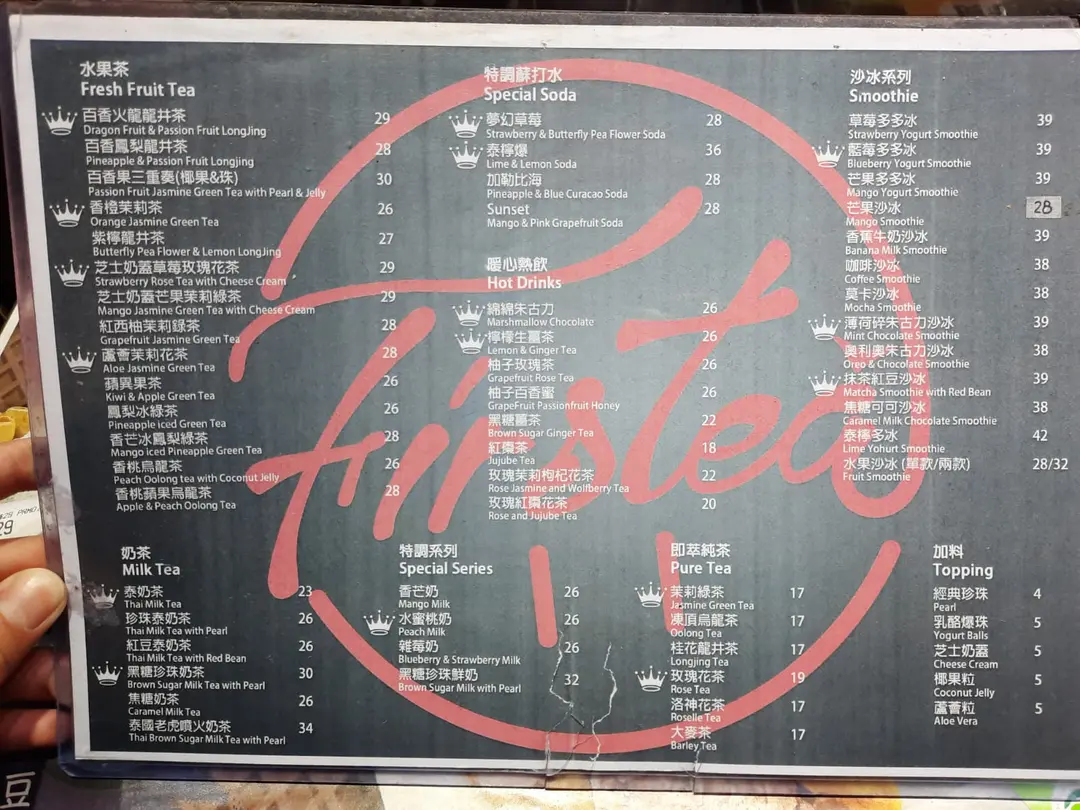 水果茶
Fresh Fruit Tea
百香火龍龍井茶 29
Dragon Fruit & Passion Fruit LongJing
百香鳳梨龍井茶 28
Pineapple & Passion Fruit Longjing
百香果三重奏(椰果&珠) 30
Passion Fruit Jasmine Green Tea with Pearl & Jelly
香橙茉莉茶 26
Orange Jasmine Green Tea
紫檸龍井茶 27
Butterfly Pea Flower & Lemon LongJing
芝士奶蓋草莓玫瑰花茶 29
Strawberry Rose Tea with Cheese Cream
芝士奶蓋芒果茉莉綠茶 29
Mango Jasmine Green Tea with Cheese Cream
紅西柚茉莉綠茶 28
Grapefruit Jasmine Green Tea
蘆薈茉莉花茶 28
Aloe Jasmine Green Tea
蘋異果茶 26
Kiwi & Apple Green Tea
鳳梨冰綠茶 26
Pineapple iced Green Tea
香芒冰鳳梨綠茶 28
Mango iced Pineapple Green Tea
香桃烏龍茶 26
Peach Oolong tea with Coconut Jelly
香桃蘋果烏龍茶 28
Apple & Peach Oolong Tea
特調蘇打水
Special Soda
夢幻草莓 28
Strawberry & Butterfly Pea Flower Soda
泰檸爆 36
Lime & Lemon Soda
加勒比海 28
Pineapple & Blue Curacao Soda
Sunset 28
Mango & Pink Grapefruit Soda
暖心熱飲
Hot Drinks
綿綿朱古力 26
Marshmallow Chocolate
檸檬生薑茶 26
Lemon & Ginger Tea
柚子玫瑰茶 26
Grapefruit Rose Tea
柚子百香蜜 26
GrapeFruit Passionfruit Honey
黑糖薑茶 22
Brown Sugar Ginger Tea
紅棗茶 18
Jujube Tea
玫瑰茉莉枸杞花茶 22
Rose Jasmine and Wolfberry Tea
玫瑰紅棗花茶 20
Rose and Jujube Tea
沙冰系列
Smoothie
草莓多多冰 39
Strawberry Yogurt Smoothie
藍莓多多冰 39
Blueberry Yogurt Smoothie
芒果多多冰 39
Mango Yogurt Smoothie
芒果沙冰 28
Mango Smoothie
香蕉牛奶沙冰 39
Banana Milk Smoothie
咖啡沙冰 38
Coffee Smoothie
莫卡沙冰 38
Mocha Smoothie
薄荷碎朱古力沙冰 39
Mint Chocolate Smoothie
奧利奧朱古力沙冰 38
Oreo & Chocolate Smoothie
抹茶紅豆沙冰 39
Matcha Smoothie with Red Bean
焦糖可可沙冰 38
Caramel Milk Chocolate Smoothie
泰檸多冰 42
Lime Yohurt Smoothie
水果沙冰 (單款/兩款) 28/32
Fruit Smoothie
奶茶
Milk Tea
泰奶茶 23
Thai Milk Tea
珍珠泰奶茶 26
Thai Milk Tea with Pearl
紅豆泰奶茶 26
Thai Milk Tea with Red Bean
黑糖珍珠奶茶 30
Brown Sugar Milk Tea with Pearl
焦糖奶茶 26
Caramel Milk Tea
泰國老虎噴火奶茶 34
Thai Brown Sugar Milk Tea with Pearl
特調系列
Special Series
香芒奶 26
Mango Milk
水蜜桃奶 26
Peach Milk
雜莓奶 26
Blueberry & Strawberry Milk
黑糖珍珠鮮奶 32
Brown Sugar Milk with Pearl
即萃純茶
Pure Tea
茉莉綠茶 17
Jasmine Green Tea
凍頂烏龍茶 17
Oolong Tea
桂花龍井茶 17
Longjing Tea
玫瑰花茶 19
Rose Tea
洛神花茶 17
Roselle Tea
大麥茶 17
Barley Tea
加料
Topping
經典珍珠 4
Pearl
乳酪爆珠 5
Yogurt Balls
芝士奶蓋 5
Cheese Cream
椰果粒 5
Coconut Jelly
蘆薈粒 5
Aloe Vera
29
豆